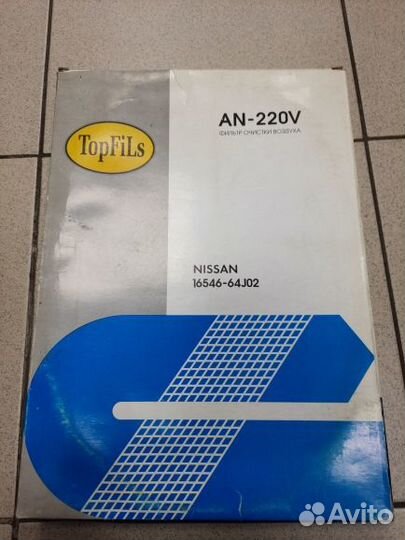 TopFiLs
AN-220V
ФИЛЬТР ОЧИСТКИ ВОЗДУХА
NISSAN
16546-64J02
Avito